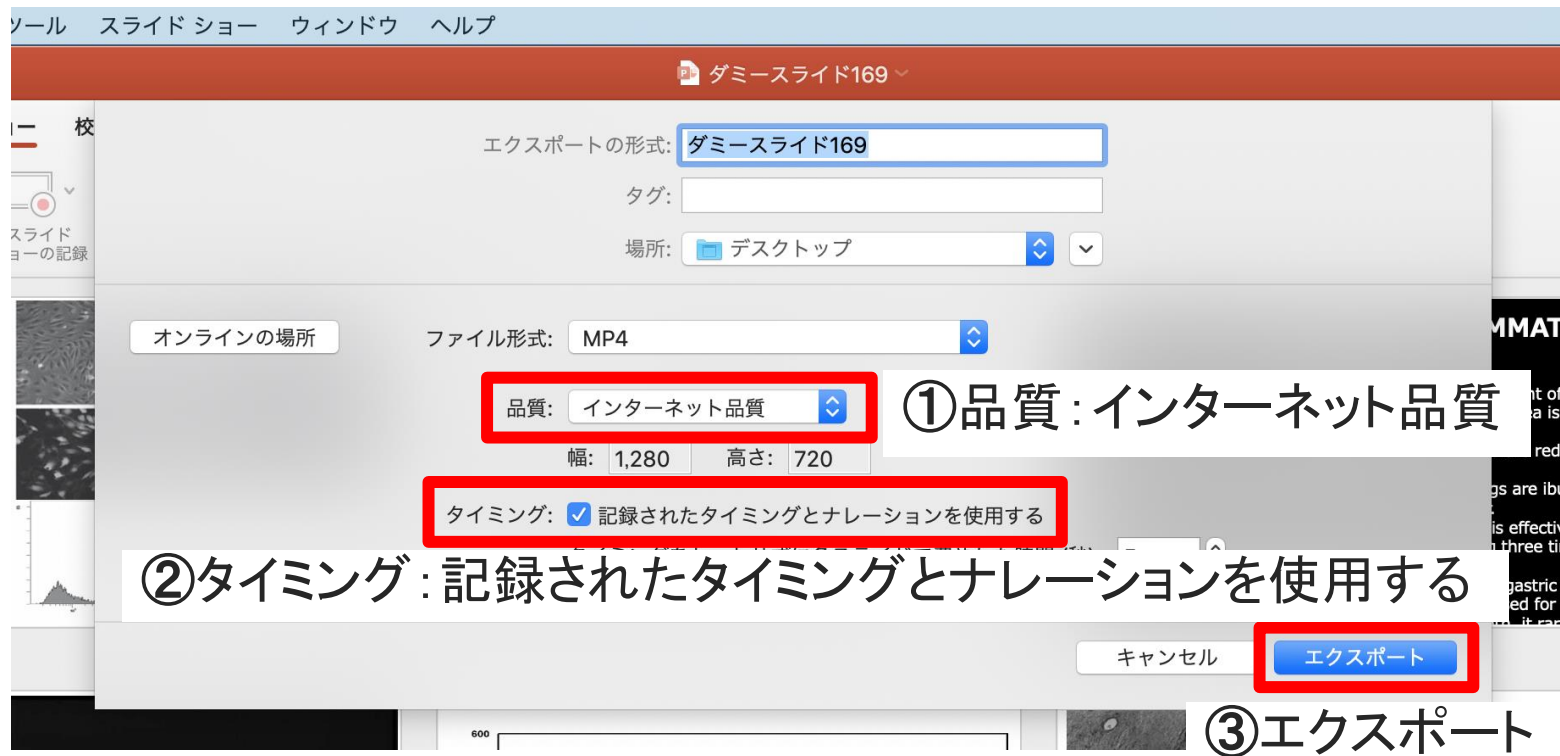 ツール スライド ショー ウィンドウ ヘルプ
ダミースライド169
ョー 校
エクスポートの形式: ダミースライド169
タグ:
スライド
ョーの記録
場所: デスクトップ
オンラインの場所 ファイル形式: MP4
品質: インターネット品質
①品質:インターネット品質
幅: 1,280 高さ: 720
タイミング: 記録されたタイミングとナレーションを使用する
②タイミング:記録されたタイミングとナレーションを使用する
MMAT
red
gs are ibu
is effectiv
three ti
gastric
ed for
キャンセル エクスポート
③エクスポート
600